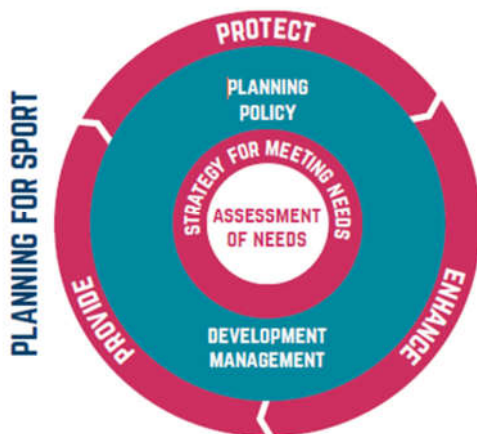 PLANNING FOR SPORT
PROTECT
PLANNING
POLICY
STRATEGY FOR MEETING NEEDS
ASSESSMENT
OF NEEDS
DEVELOPMENT
MANAGEMENT
PROVIDE
ENHANCE